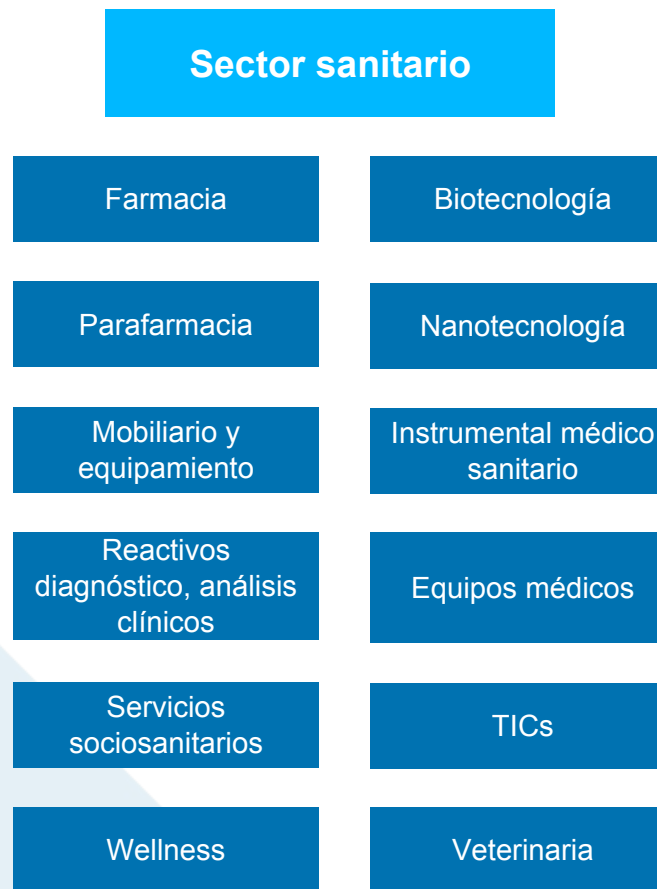 Sector sanitario
Farmacia
Biotecnología
Parafarmacia
Nanotecnología
Mobiliario y
equipamiento
Instrumental médico
sanitario
Reactivos
diagnóstico, análisis
clínicos
Equipos médicos
Servicios
sociosanitarios
TICs
Wellness
Veterinaria